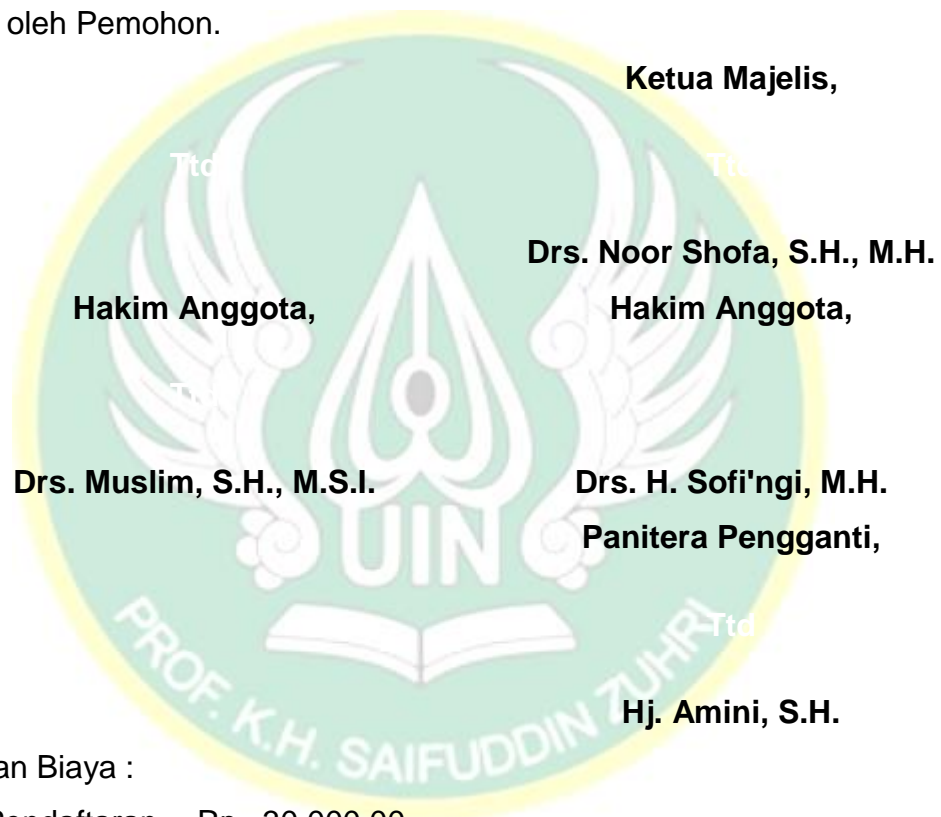 oleh Pemohon.
Ketua Majelis,
Ttd Ttd
Drs. Noor Shofa, S.H., M.H.
Hakim Anggota, Hakim Anggota,
Ttd
Drs. Muslim, S.H., M.S.I. Drs. H. Sofi'ngi, M.H.
Panitera Pengganti,
UIN
Ttd
PROF. K.H. SAIFUDDIN ZUHRI
Hj. Amini, S.H.
an Biaya :